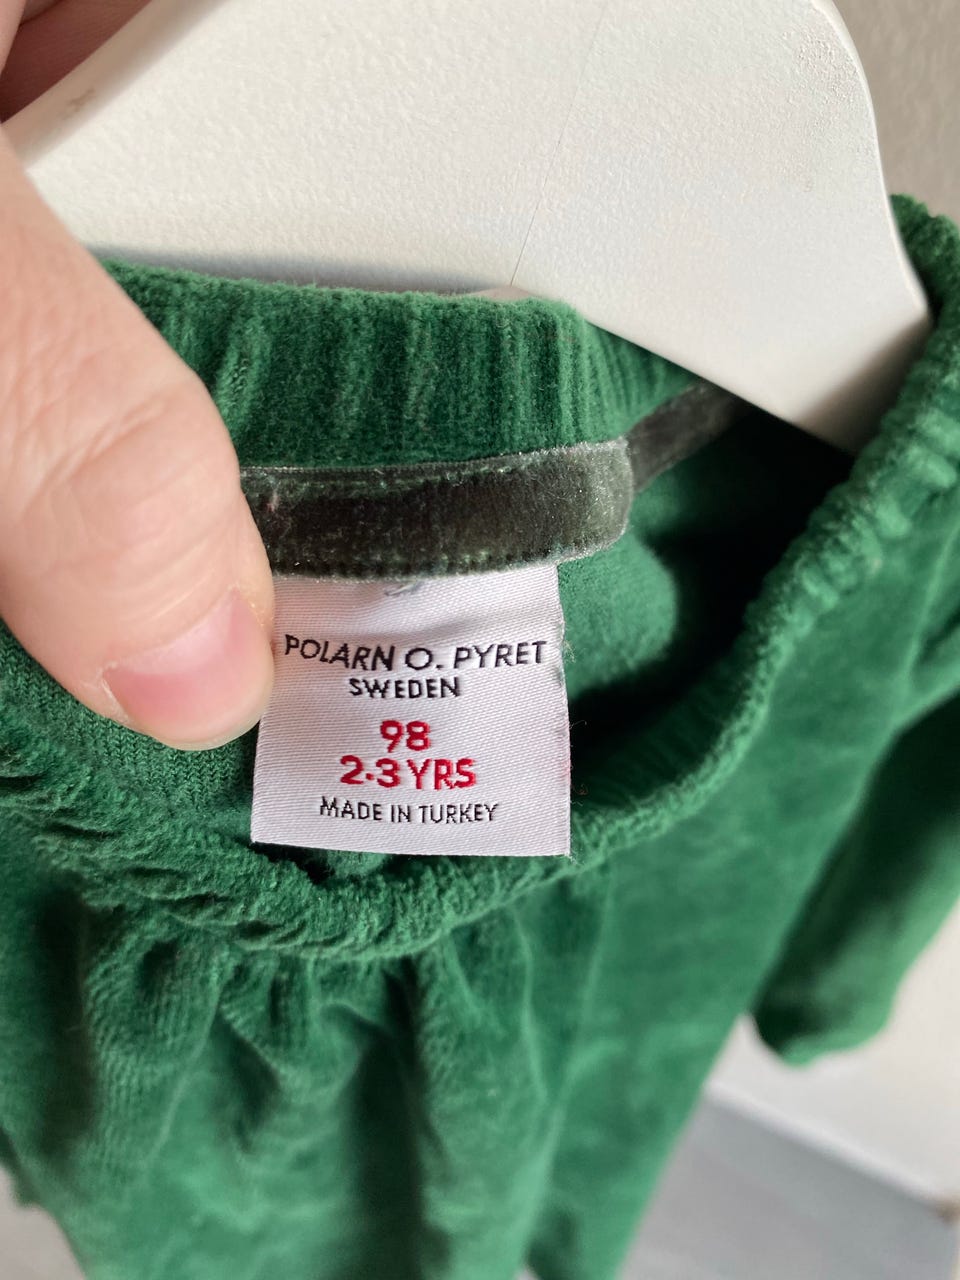 POLARN O. PYRET
SWEDEN
98
2-3 YRS
MADE IN TURKEY